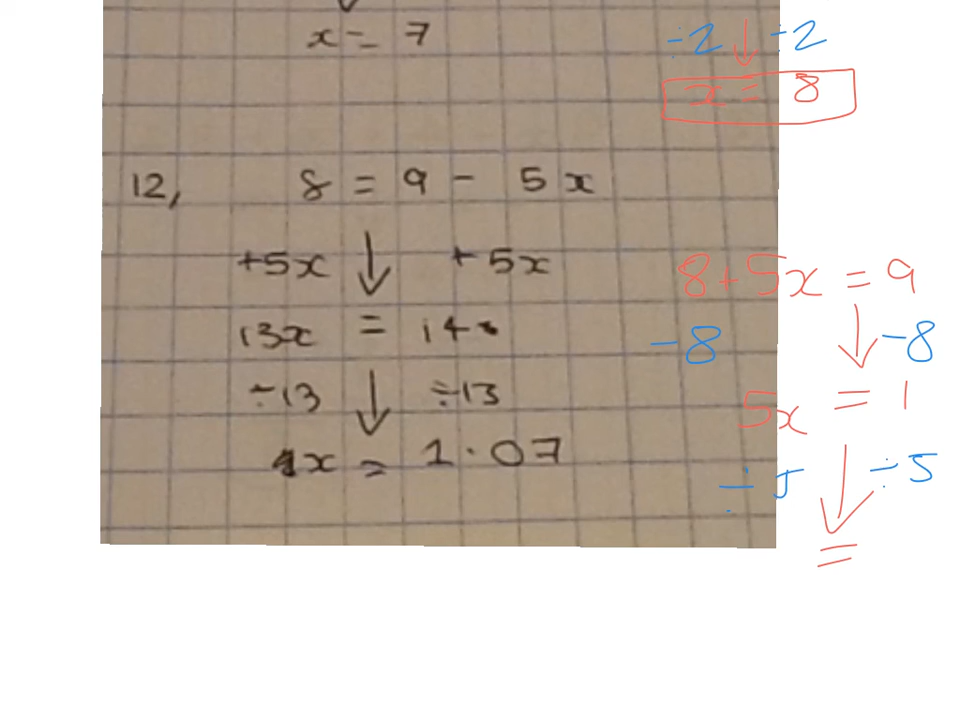 x = 7
÷2 ÷2
x = 8
12, 8 = 9 - 5x
+5x +5x
13x = 14
÷13 ÷13
x = 1.07
8+5x = 9
-8 -8
5x = 1
÷5 ÷5
=